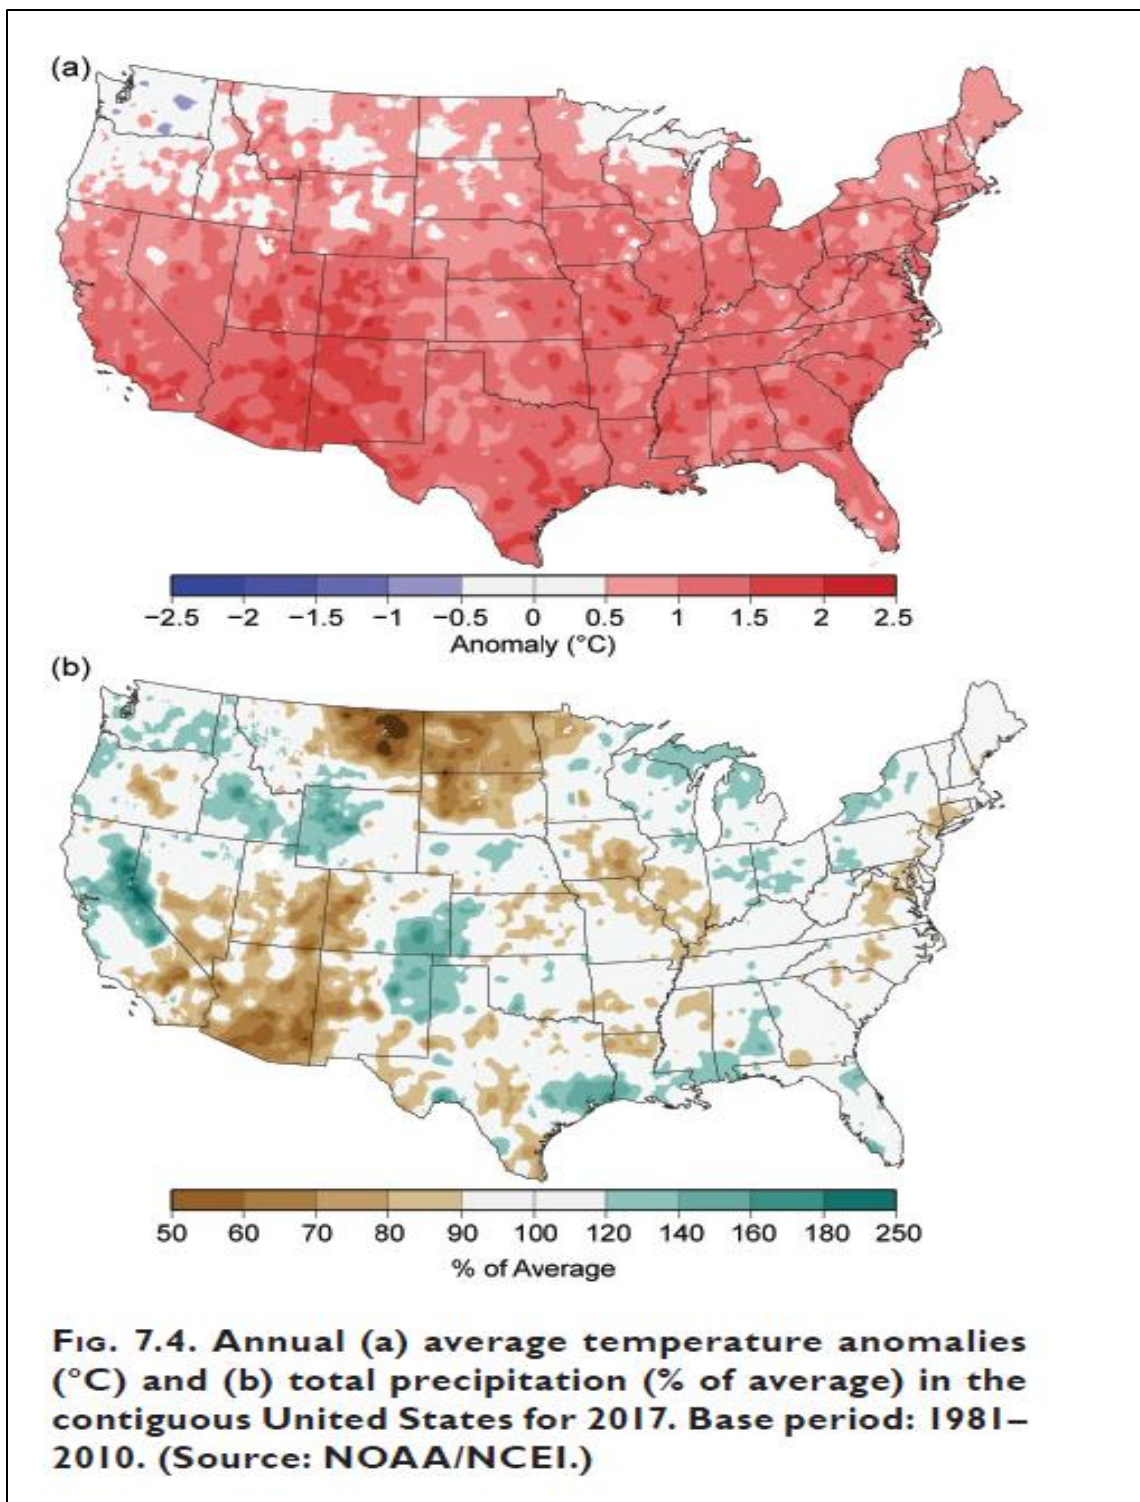 (a)
−2.5 −2 −1.5 −1 −0.5 0 0.5 1 1.5 2 2.5
Anomaly (°C)
(b)
50 60 70 80 90 100 120 140 160 180 250
% of Average
FIG. 7.4. Annual (a) average temperature anomalies
(°C) and (b) total precipitation (% of average) in the
contiguous United States for 2017. Base period: 1981–
2010. (Source: NOAA/NCEI.)